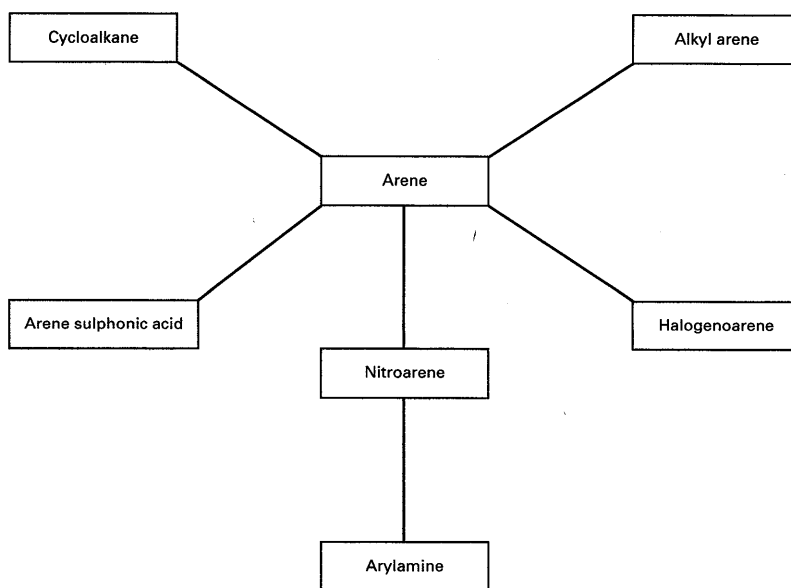 Cycloalkane
Alkyl arene
Arene
Arene sulphonic acid
Halogenoarene
Nitroarene
Arylamine